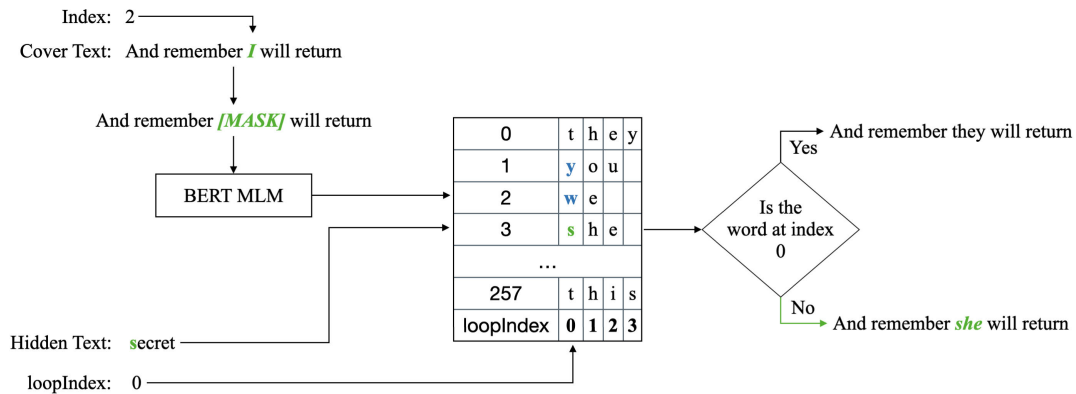 Index: 2
Cover Text: And remember I will return
And remember [MASK] will return
BERT MLM
0 t h e y
1 y o u
2 w e
3 s h e
...
257 t h i s
loopIndex 0 1 2 3
Hidden Text: secret
loopIndex: 0
Is the
word at index
0
Yes
And remember they will return
No
And remember she will return